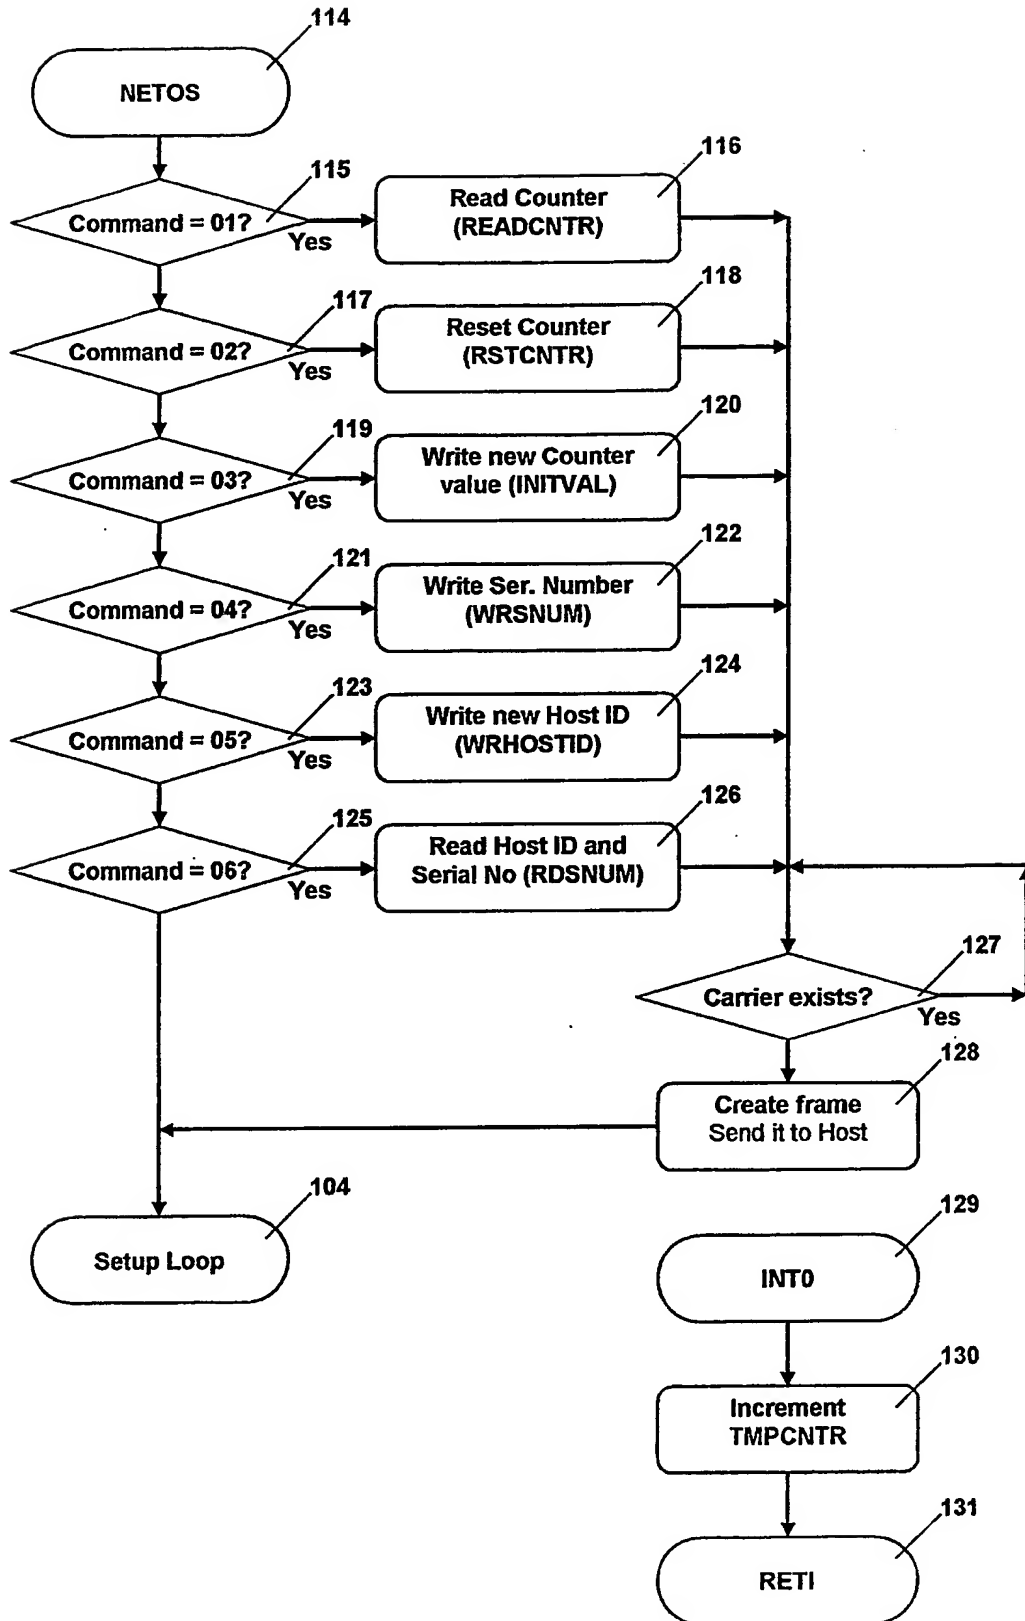 114
NETOS
115
Command = 01?
Yes
116
Read Counter
(READCNTR)
117
Command = 02?
Yes
118
Reset Counter
(RSTCNTR)
119
Command = 03?
Yes
120
Write new Counter
value (INITVAL)
121
Command = 04?
Yes
122
Write Ser. Number
(WRSNUM)
123
Command = 05?
Yes
124
Write new Host ID
(WRHOSTID)
125
Command = 06?
Yes
126
Read Host ID and
Serial No (RDSNUM)
127
Carrier exists?
Yes
128
Create frame
Send it to Host
104
Setup Loop
129
INT0
130
Increment
TMPCNTR
131
RETI